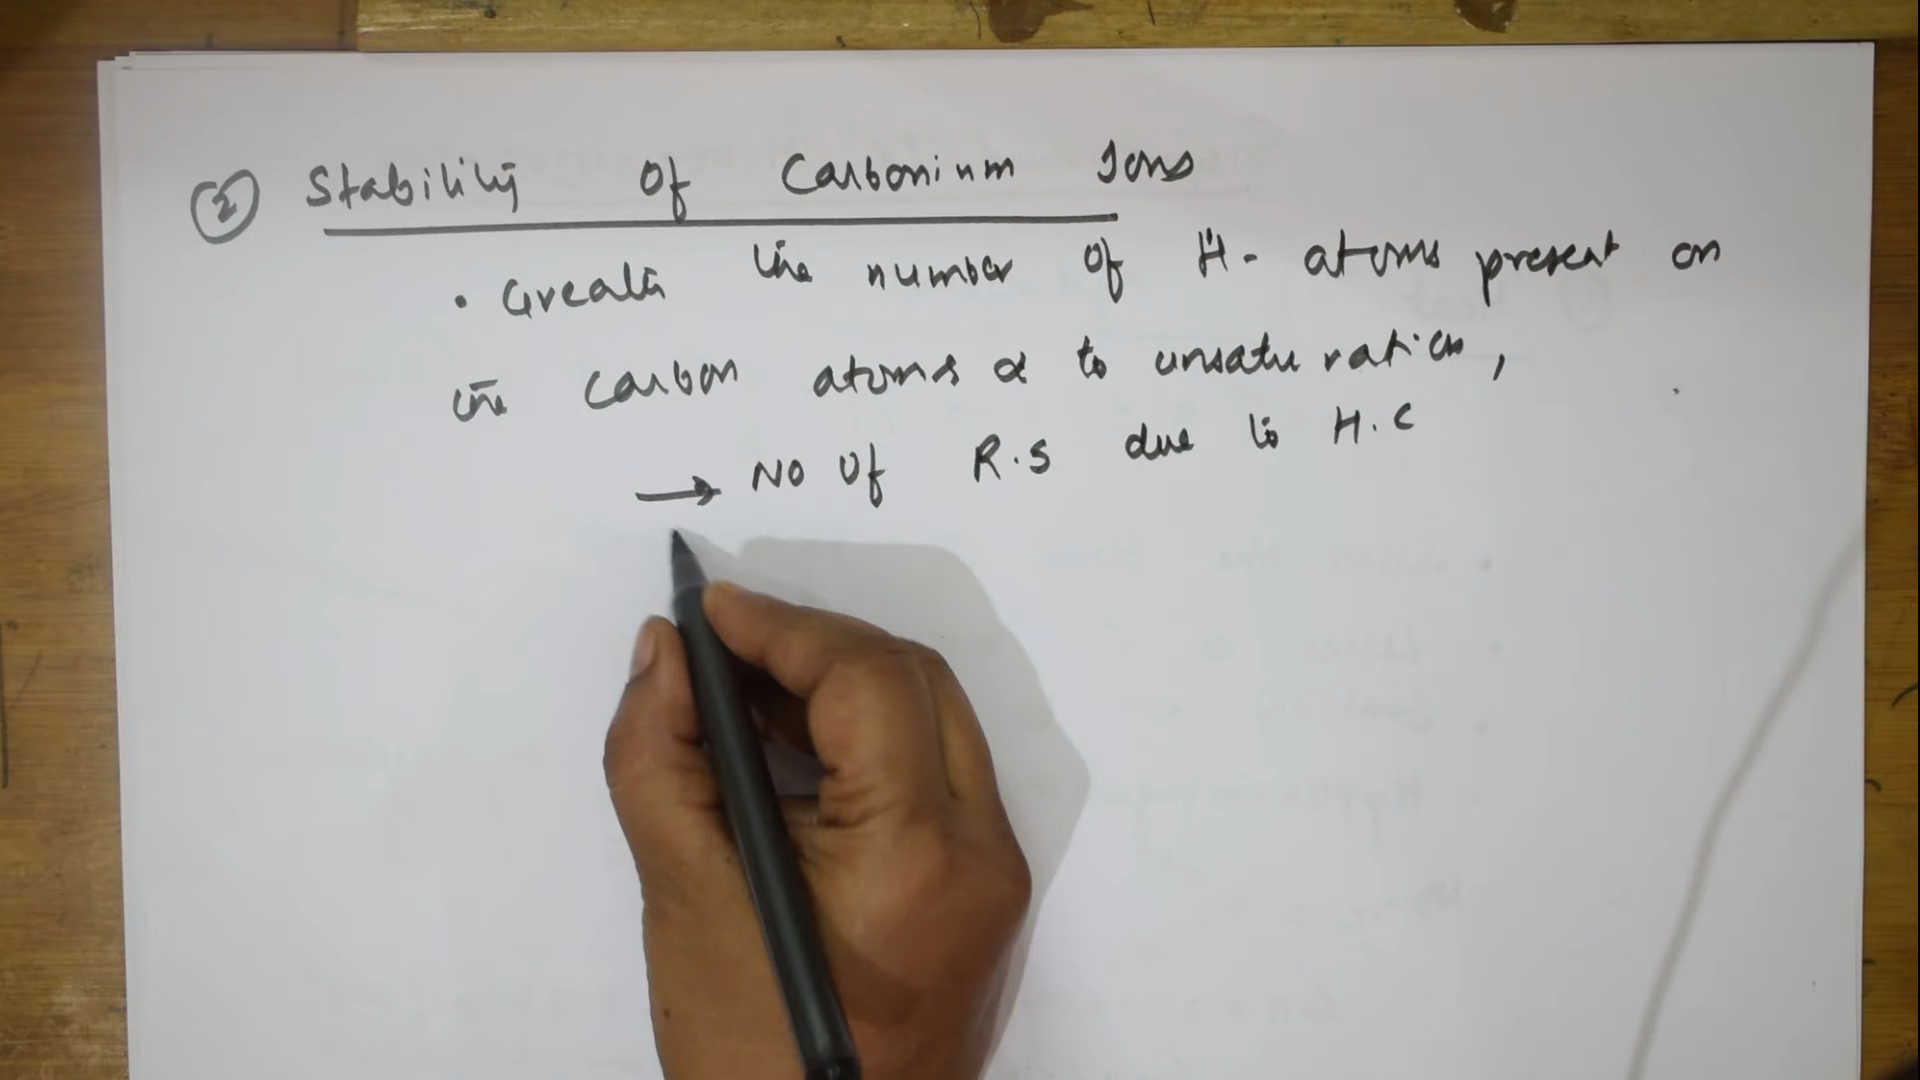 ② Stability of Carbonium Ions
• Greater the number of H- atoms present on
the carbon atoms α to unsaturation,
→ No of R.S due to H.C